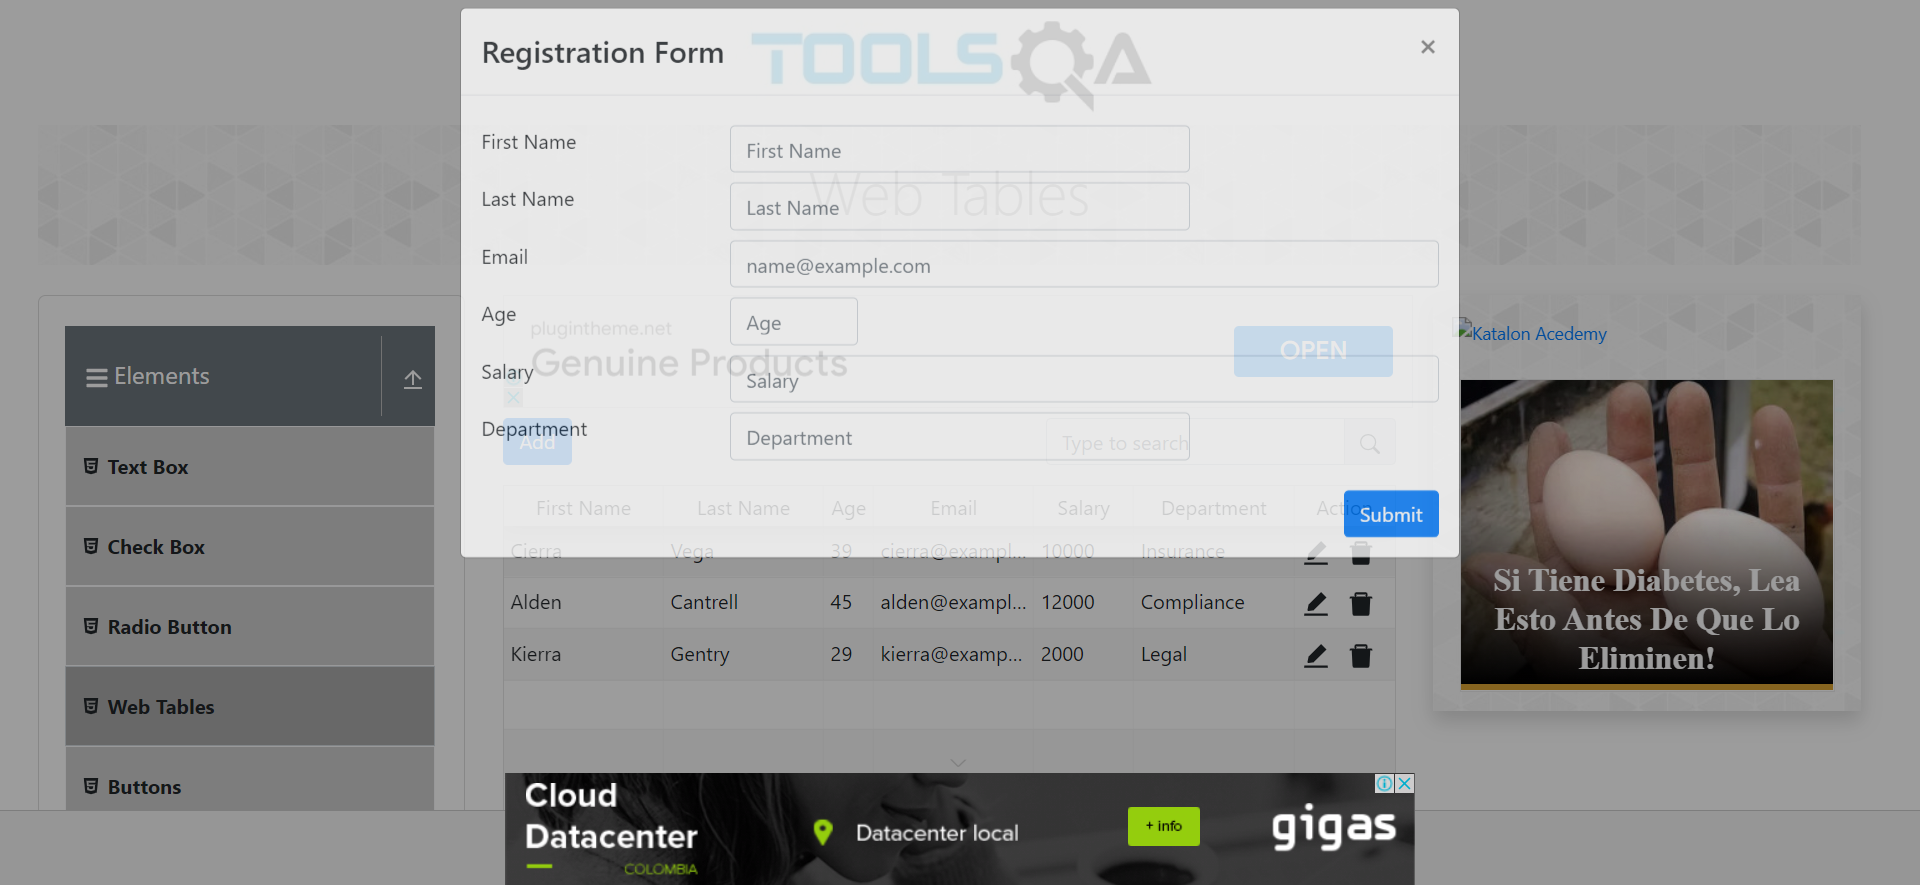 Registration Form
TOOLSQA
×
First Name
First Name
Last Name
Last Name
Web Tables
Email
name@example.com
Age
Age
plugintheme.net
Genuine Products
OPEN
Salary
Salary
Department
Department
Add
Type to search
Submit
First Name Last Name Age Email Salary Department Action
Cierra Vega 39 cierra@exampl... 10000 Insurance
Alden Cantrell 45 alden@exampl... 12000 Compliance
Kierra Gentry 29 kierra@examp... 2000 Legal
Elements
Text Box
Check Box
Radio Button
Web Tables
Buttons
Katalon Acedemy
Si Tiene Diabetes, Lea
Esto Antes De Que Lo
Eliminen!
Cloud
Datacenter
COLOMBIA
Datacenter local
+ info
gigas